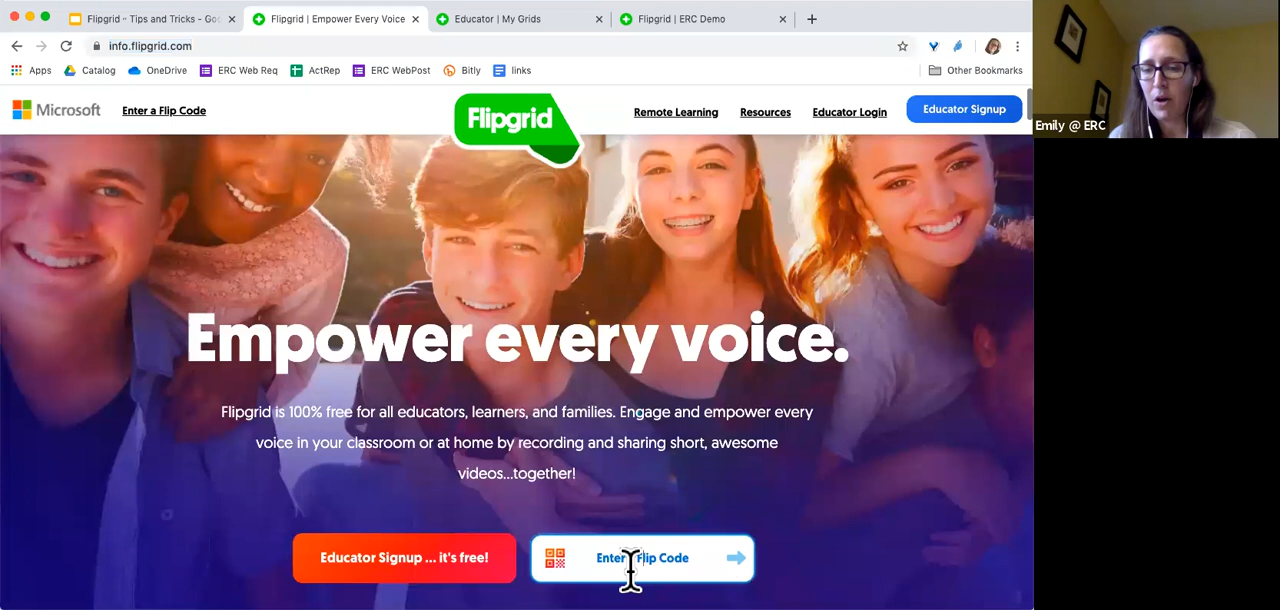 Flipgrid - Tips and Tricks - Goo
Flipgrid | Empower Every Voice
Educator | My Grids
Flipgrid | ERC Demo
info.flipgrid.com
Apps
Catalog
OneDrive
ERC Web Req
ActRep
ERC WebPost
Bitly
links
Other Bookmarks
Microsoft
Enter a Flip Code
Flipgrid
Remote Learning
Resources
Educator Login
Educator Signup
Emily @ ERC
Empower every voice.
Flipgrid is 100% free for all educators, learners, and families. Engage and empower every
voice in your classroom or at home by recording and sharing short, awesome
videos...together!
Educator Signup ... it's free!
Enter Flip Code